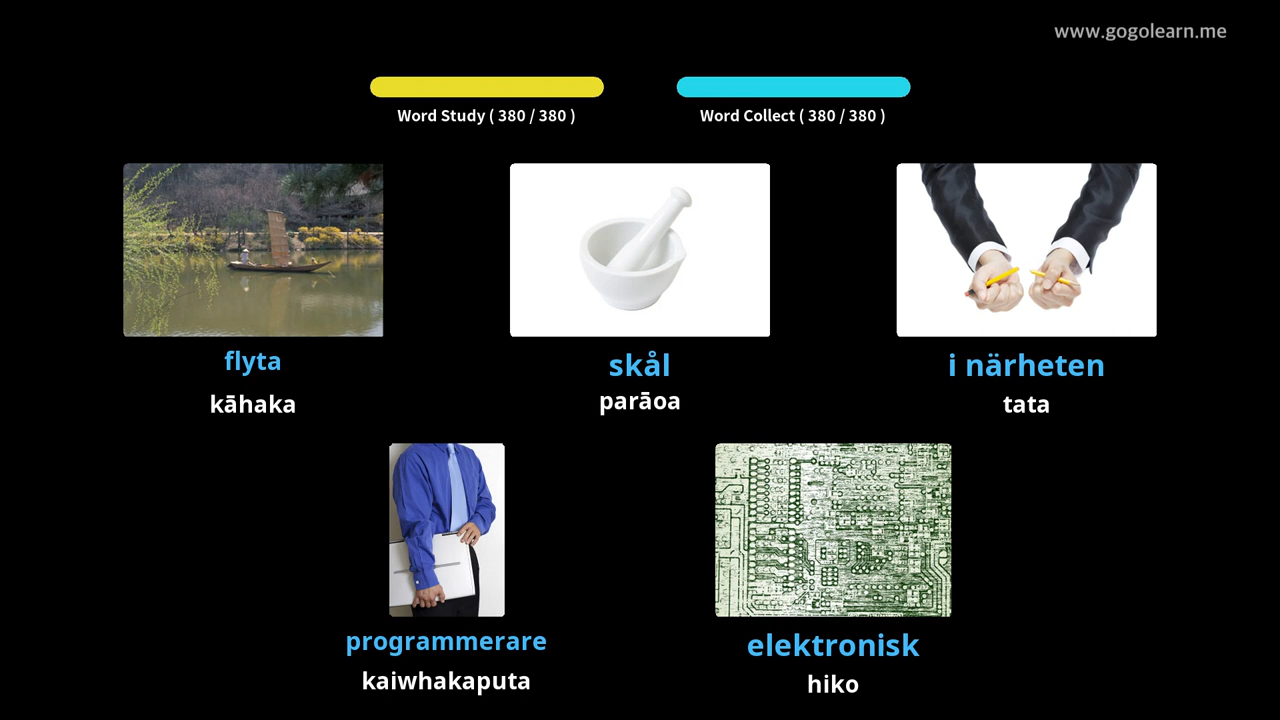 www.gogolearn.me
Word Study ( 380 / 380 )
Word Collect ( 380 / 380 )
flyta
kāhaka
skål
parāoa
i närheten
tata
programmerare
kaiwhakaputa
elektronisk
hiko